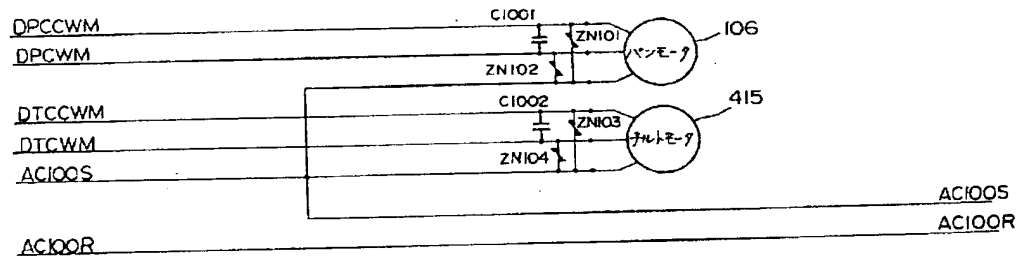 C1001
DPCCWM
ZN101
106
DPCWM
パンモータ
ZN102
C1002
415
DTCCWM
ZN103
DTCWM
チルトモータ
ZN104
AC100S
AC100S
AC100R
AC100R